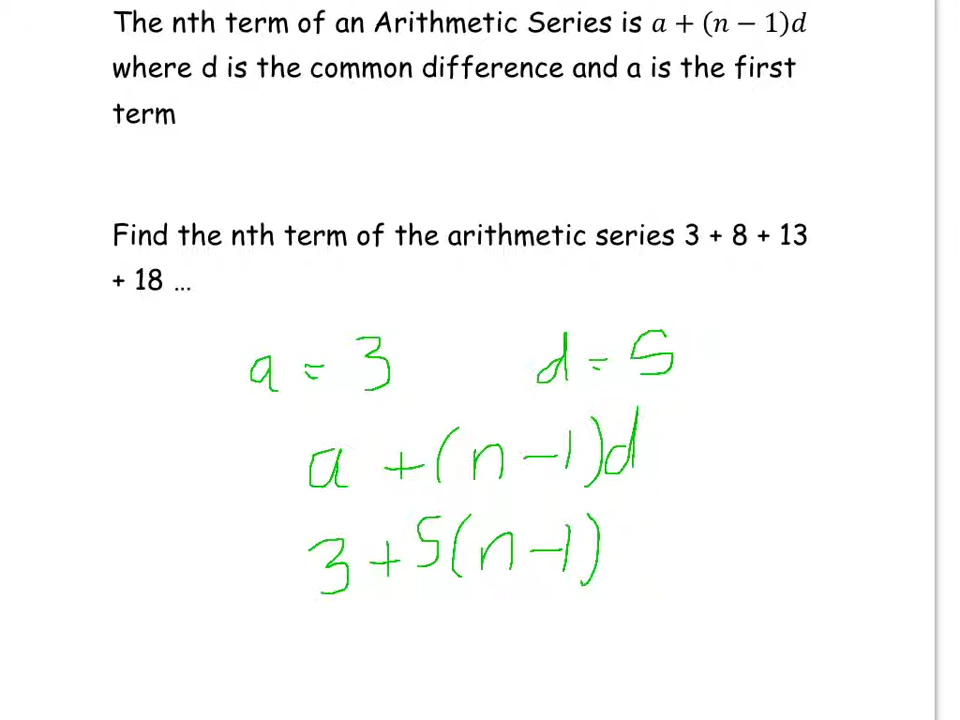 The nth term of an Arithmetic Series is a + (n − 1)d
where d is the common difference and a is the first
term
Find the nth term of the arithmetic series 3 + 8 + 13
+ 18 ...
a = 3 d = 5
a + (n - 1)d
3 + 5(n - 1)